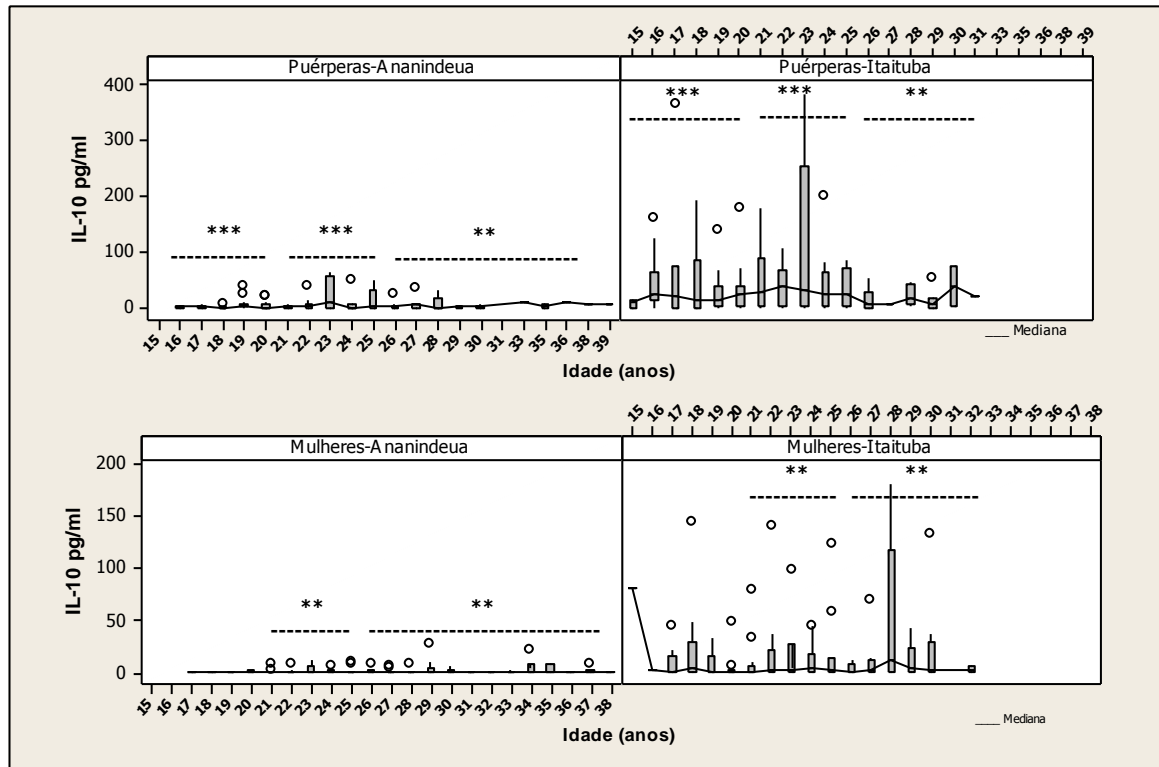 15 16 17 19 20 21 22 23 24 25 26 27 28 29 30 31 33 35 36 38 39
Puérperas-Ananindeua Puérperas-Itaituba
400
300
200
100
0
IL-10 pg/ml
*** *** **
*** *** **
15 16 17 18 19 20 21 22 23 24 25 26 27 28 29 30 33 35 36 38 39
___ Mediana
Idade (anos)
15 16 17 18 19 20 21 22 23 24 25 26 27 28 29 30 31 32 33 34 35 36 37 38
Mulheres-Ananindeua Mulheres-Itaituba
200
150
100
50
0
IL-10 pg/ml
** **
** **
15 16 17 18 19 20 21 22 23 24 25 26 27 28 29 30 31 32 33 34 35 36 37 38
___ Mediana
Idade (anos)